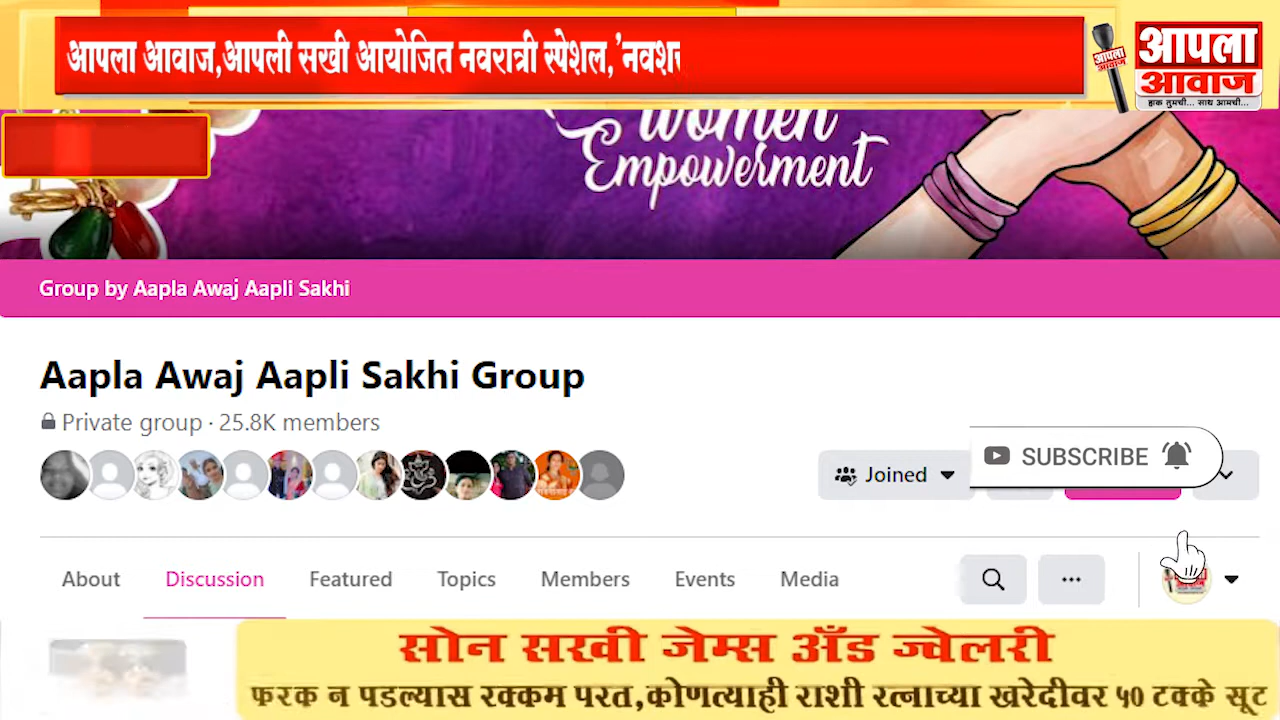 आपला आवाज,आपली सखी आयोजित नवरात्री स्पेशल,'नवश
आपला
आवाज
हाक तुमची... साथ आमची...
आपला
आवाज
Women
Empowerment
Group by Aapla Awaj Aapli Sakhi
Aapla Awaj Aapli Sakhi Group
Private group · 25.8K members
Joined
SUBSCRIBE
About Discussion Featured Topics Members Events Media
सोन सखी जेम्स अँड ज्वेलरी
फरक न पडल्यास रक्कम परत,कोणत्याही राशी रत्नाच्या खरेदीवर ५० टक्के सूट